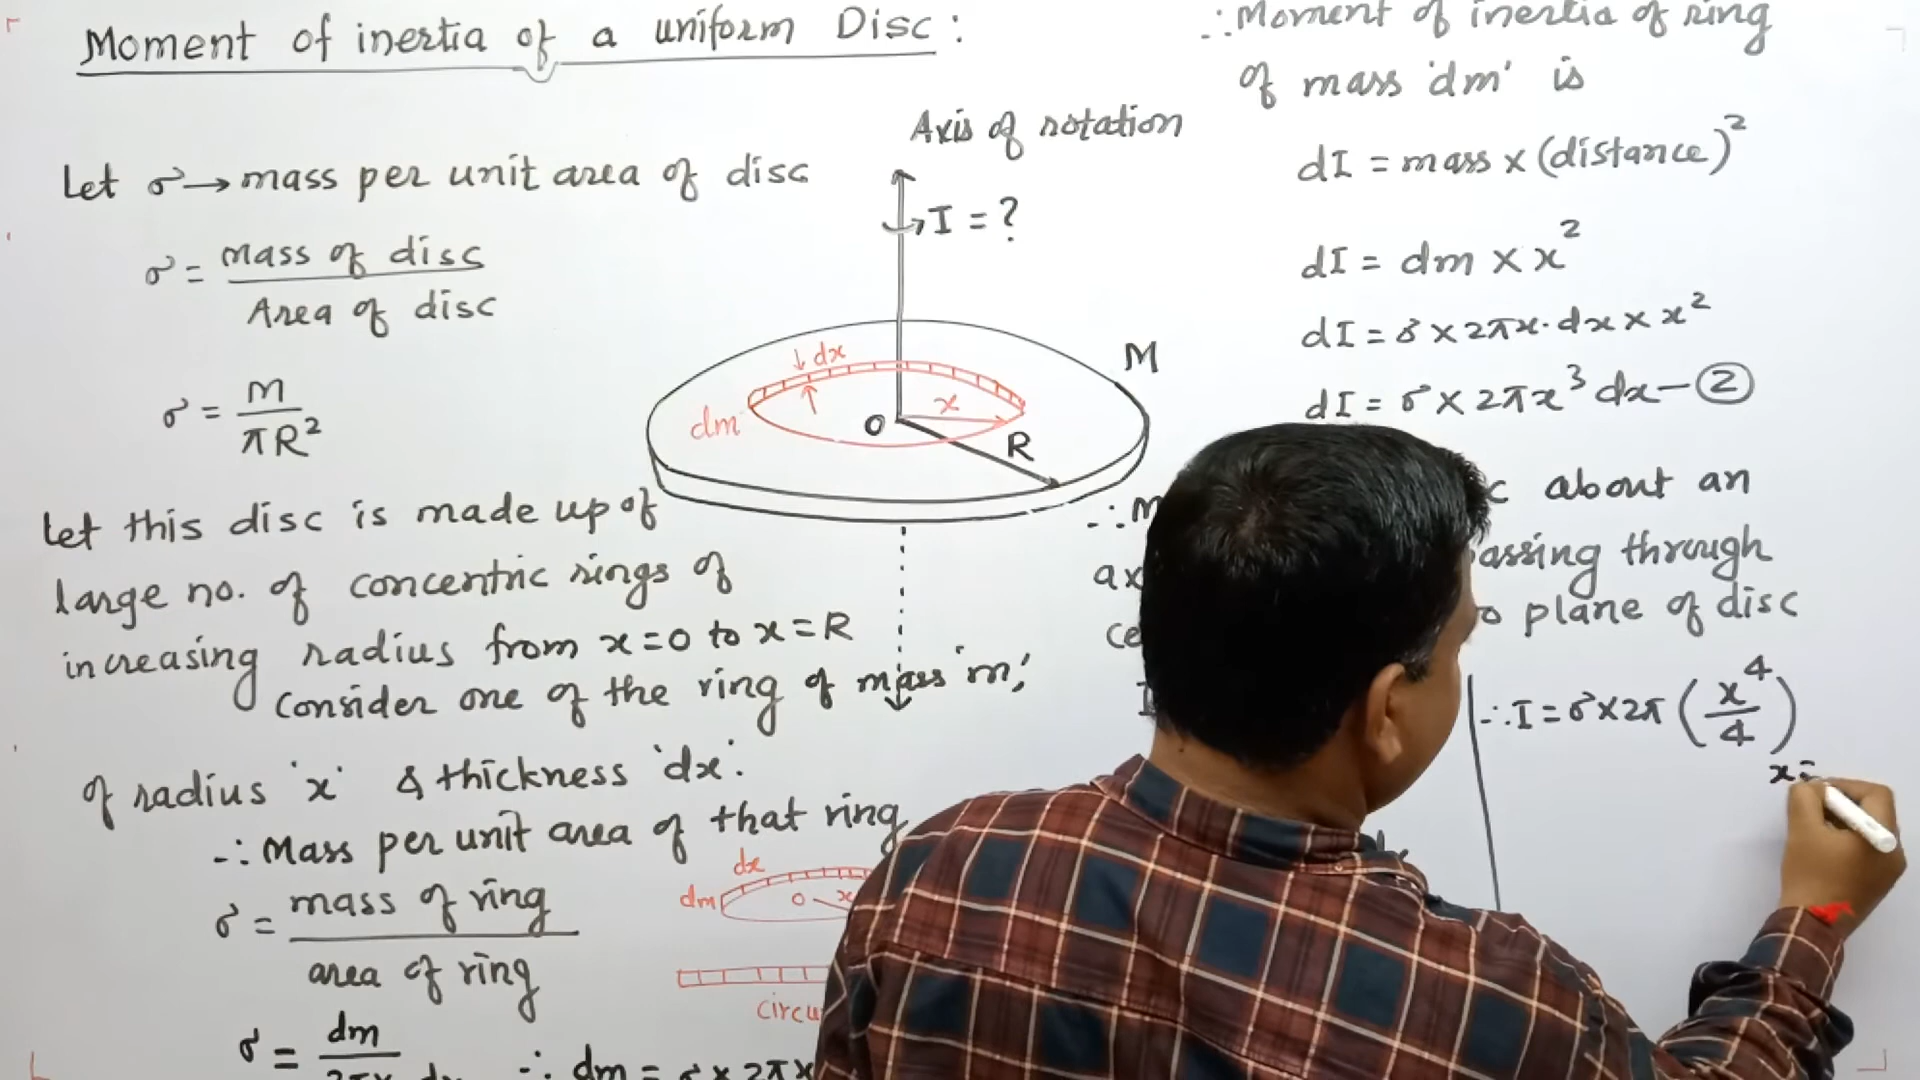 Moment of inertia of a uniform Disc :
Let σ → mass per unit area of disc
σ = mass of disc / Area of disc
σ = M / πR²
Let this disc is made up of
large no. of concentric rings of
increasing radius from x=0 to x=R
Consider one of the ring of mass 'm',
of radius 'x' & thickness 'dx'.
∴ Mass per unit area of that ring
σ = mass of ring / area of ring
σ = dm / 2πx dx ∴ dm = σ × 2πx
Axis of rotation
I = ?
M
dx
dm
x
O
R
dx
dm
O
x
∴ Moment of inertia of ring
of mass 'dm' is
dI = mass × (distance)²
dI = dm × x²
dI = σ × 2πx·dx × x²
dI = σ × 2πx³ dx — ②
about an
passing through
plane of disc
∴ I = σ × 2π (x⁴/4)
x=